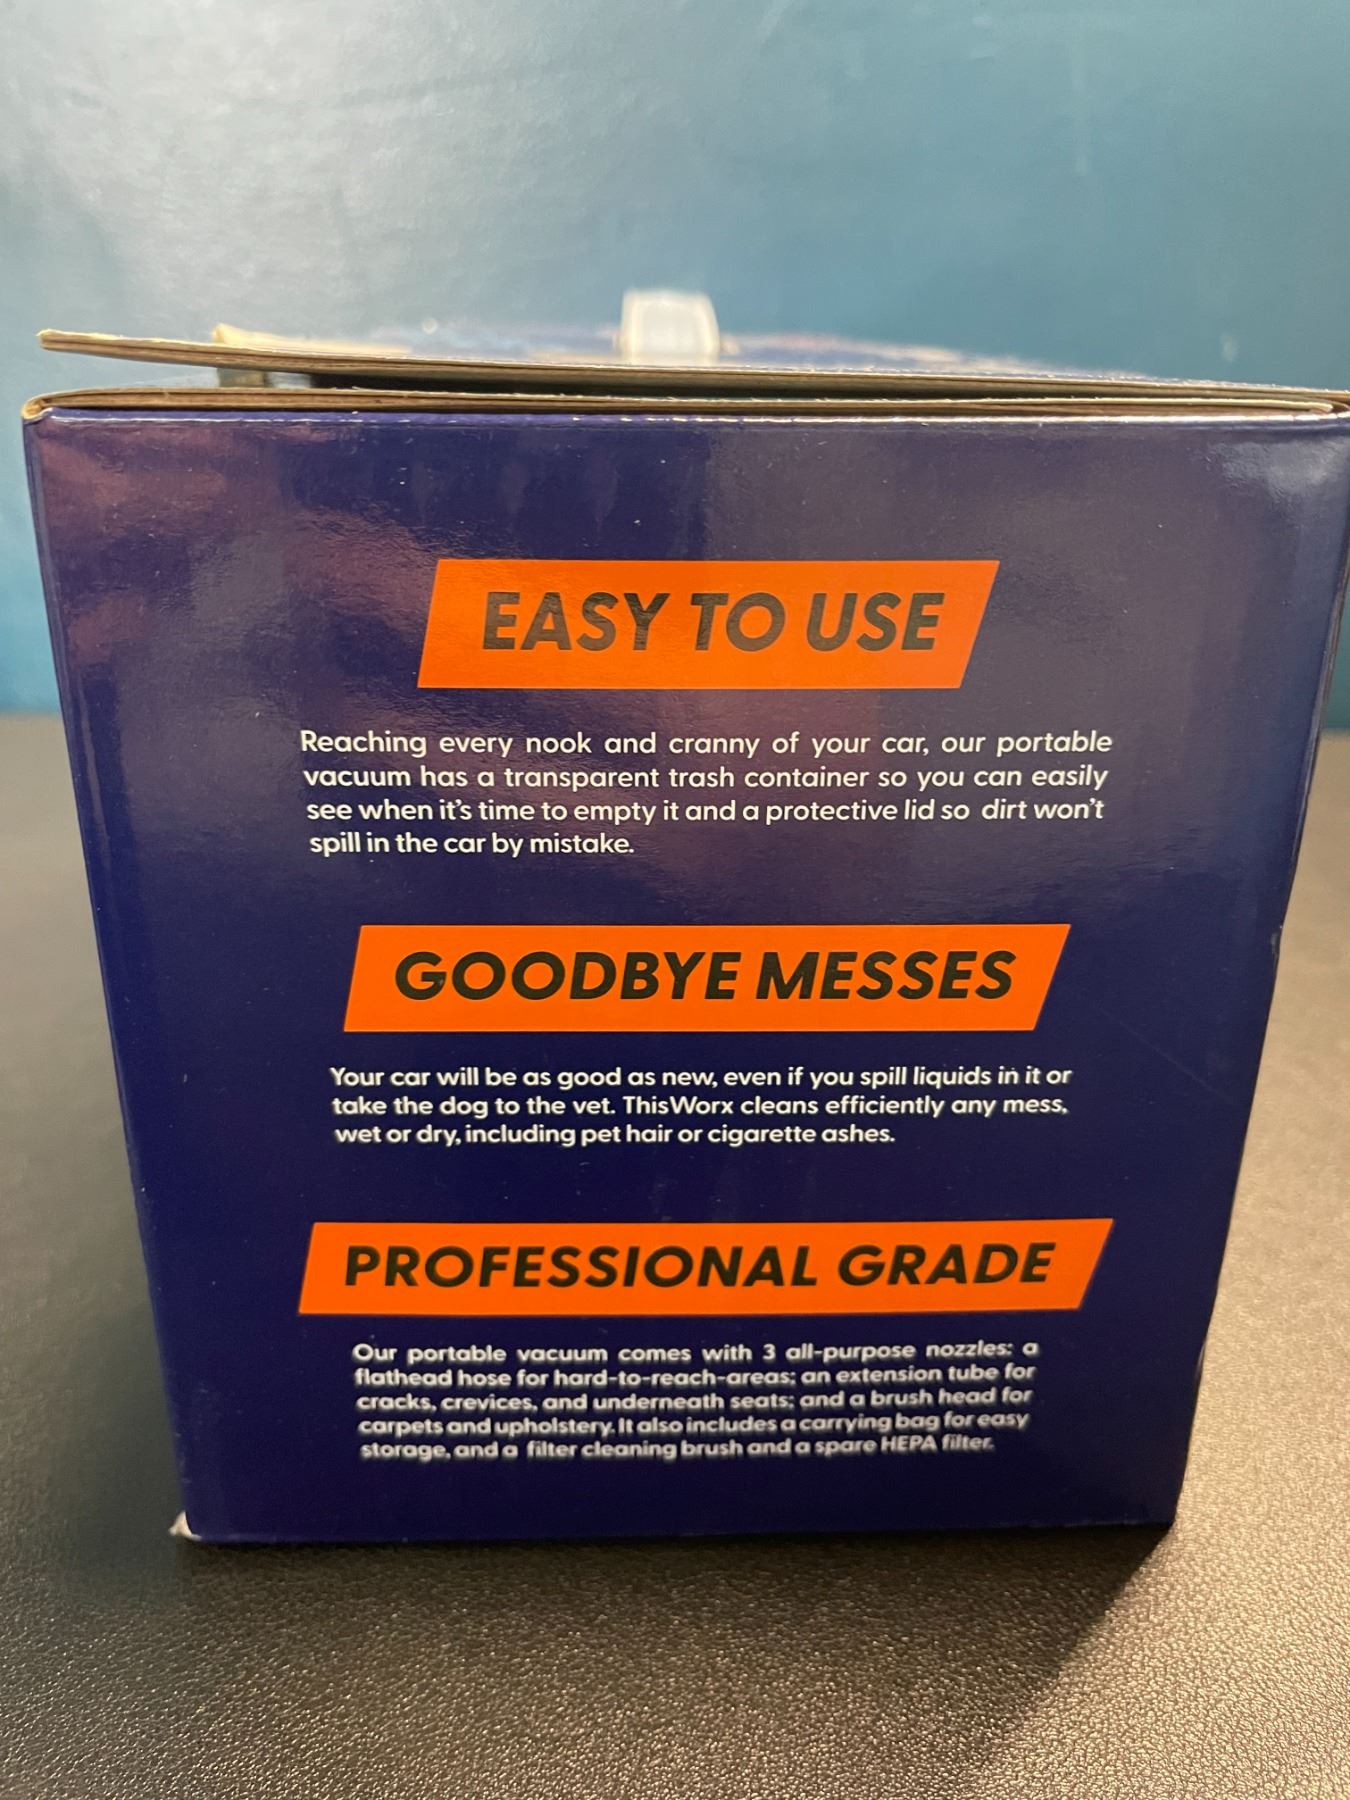 EASY TO USE
Reaching every nook and cranny of your car, our portable
vacuum has a transparent trash container so you can easily
see when it's time to empty it and a protective lid so dirt won't
spill in the car by mistake.
GOODBYE MESSES
Your car will be as good as new, even if you spill liquids in it or
take the dog to the vet. ThisWorx cleans efficiently any mess,
wet or dry, including pet hair or cigarette ashes.
PROFESSIONAL GRADE
Our portable vacuum comes with 3 all-purpose nozzles: a
flathead hose for hard-to-reach-areas; an extension tube for
cracks, crevices, and underneath seats; and a brush head for
carpets and upholstery. It also includes a carrying bag for easy
storage, and a filter cleaning brush and a spare HEPA filter.